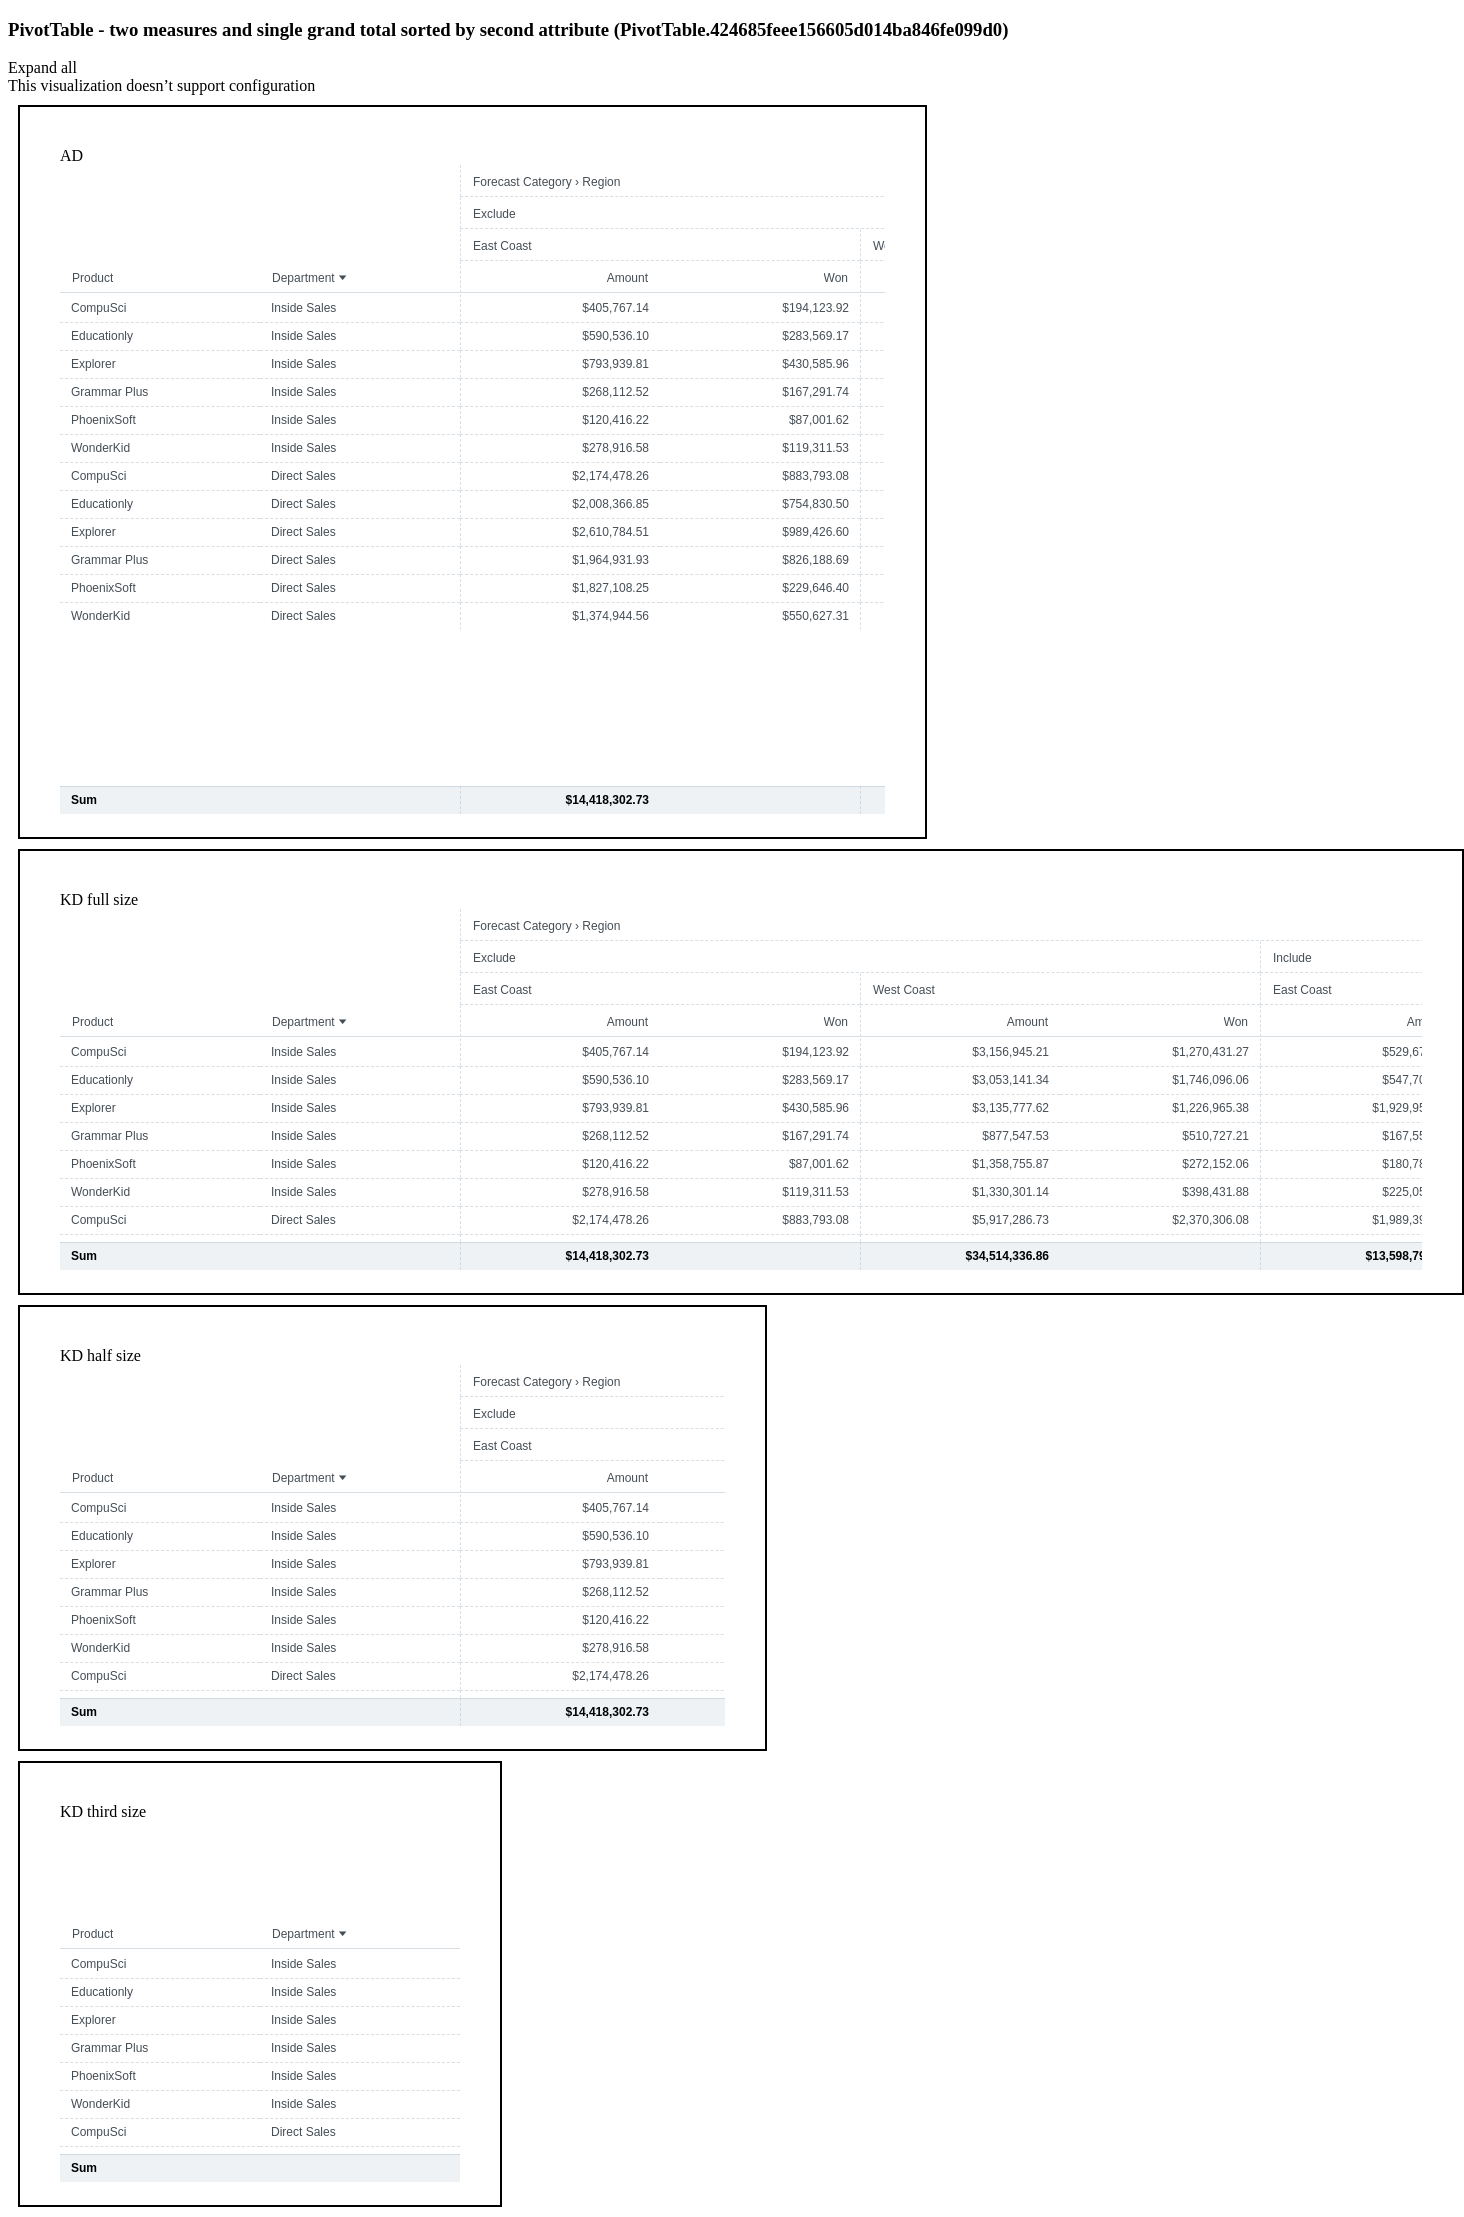 PivotTable - two measures and single grand total sorted by second attribute (PivotTable.424685feee156605d014ba846fe099d0)
Expand all
This visualization doesn’t support configuration
AD
Forecast Category › Region
Exclude
East Coast
Product Department Amount Won
CompuSci Inside Sales $405,767.14 $194,123.92
Educationly Inside Sales $590,536.10 $283,569.17
Explorer Inside Sales $793,939.81 $430,585.96
Grammar Plus Inside Sales $268,112.52 $167,291.74
PhoenixSoft Inside Sales $120,416.22 $87,001.62
WonderKid Inside Sales $278,916.58 $119,311.53
CompuSci Direct Sales $2,174,478.26 $883,793.08
Educationly Direct Sales $2,008,366.85 $754,830.50
Explorer Direct Sales $2,610,784.51 $989,426.60
Grammar Plus Direct Sales $1,964,931.93 $826,188.69
PhoenixSoft Direct Sales $1,827,108.25 $229,646.40
WonderKid Direct Sales $1,374,944.56 $550,627.31
Sum $14,418,302.73
KD full size
Forecast Category › Region
Exclude Include
East Coast West Coast East Coast
Product Department Amount Won Amount Won Am
CompuSci Inside Sales $405,767.14 $194,123.92 $3,156,945.21 $1,270,431.27 $529,67
Educationly Inside Sales $590,536.10 $283,569.17 $3,053,141.34 $1,746,096.06 $547,70
Explorer Inside Sales $793,939.81 $430,585.96 $3,135,777.62 $1,226,965.38 $1,929,95
Grammar Plus Inside Sales $268,112.52 $167,291.74 $877,547.53 $510,727.21 $167,55
PhoenixSoft Inside Sales $120,416.22 $87,001.62 $1,358,755.87 $272,152.06 $180,78
WonderKid Inside Sales $278,916.58 $119,311.53 $1,330,301.14 $398,431.88 $225,05
CompuSci Direct Sales $2,174,478.26 $883,793.08 $5,917,286.73 $2,370,306.08 $1,989,39
Sum $14,418,302.73 $34,514,336.86 $13,598,79
KD half size
Forecast Category › Region
Exclude
East Coast
Product Department Amount
CompuSci Inside Sales $405,767.14
Educationly Inside Sales $590,536.10
Explorer Inside Sales $793,939.81
Grammar Plus Inside Sales $268,112.52
PhoenixSoft Inside Sales $120,416.22
WonderKid Inside Sales $278,916.58
CompuSci Direct Sales $2,174,478.26
Sum $14,418,302.73
KD third size
Product Department
CompuSci Inside Sales
Educationly Inside Sales
Explorer Inside Sales
Grammar Plus Inside Sales
PhoenixSoft Inside Sales
WonderKid Inside Sales
CompuSci Direct Sales
Sum